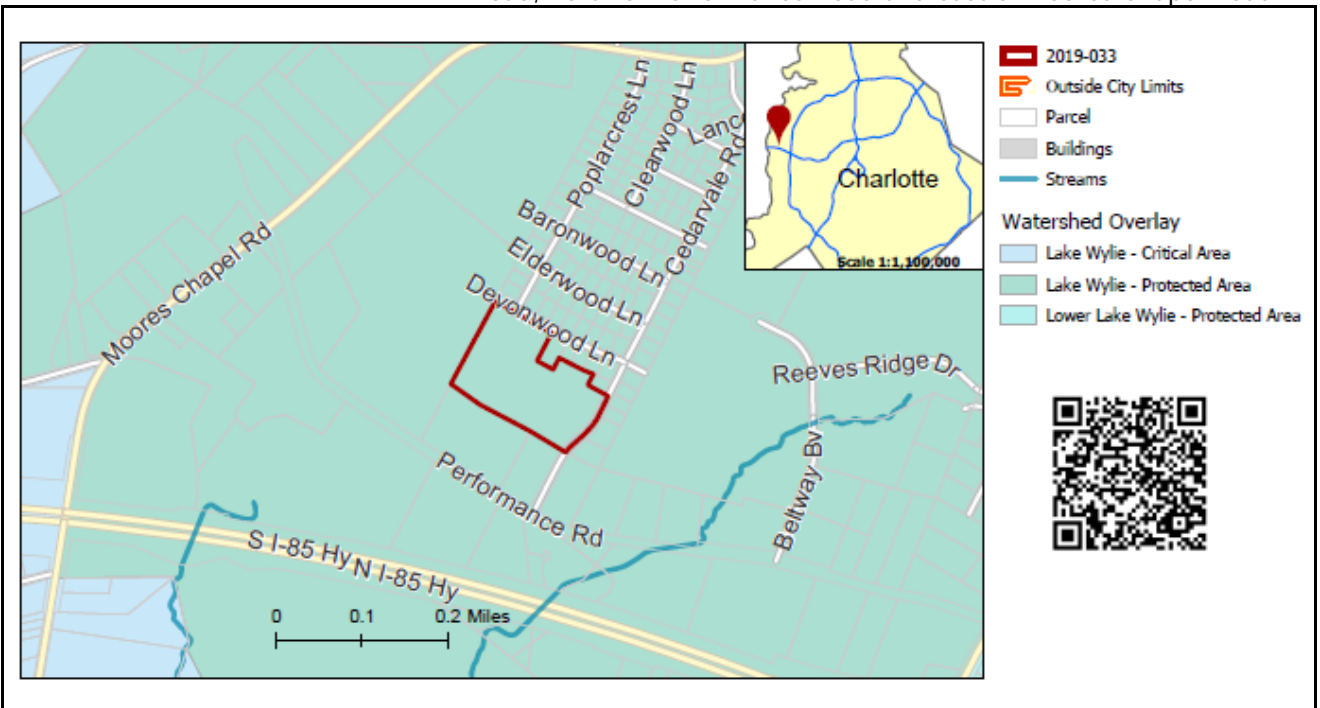 Poplarcrest Ln
Clearwood Ln
Cedarvale Rd
Baronwood Ln
Elderwood Ln
Devonwood Ln
Moores Chapel Rd
Reeves Ridge Dr
Beltway Bv
Performance Rd
S I-85 Hy
N I-85 Hy
0 0.1 0.2 Miles
Charlotte
Scale 1:1,100,000
2019-033
Outside City Limits
Parcel
Buildings
Streams
Watershed Overlay
Lake Wylie - Critical Area
Lake Wylie - Protected Area
Lower Lake Wylie - Protected Area